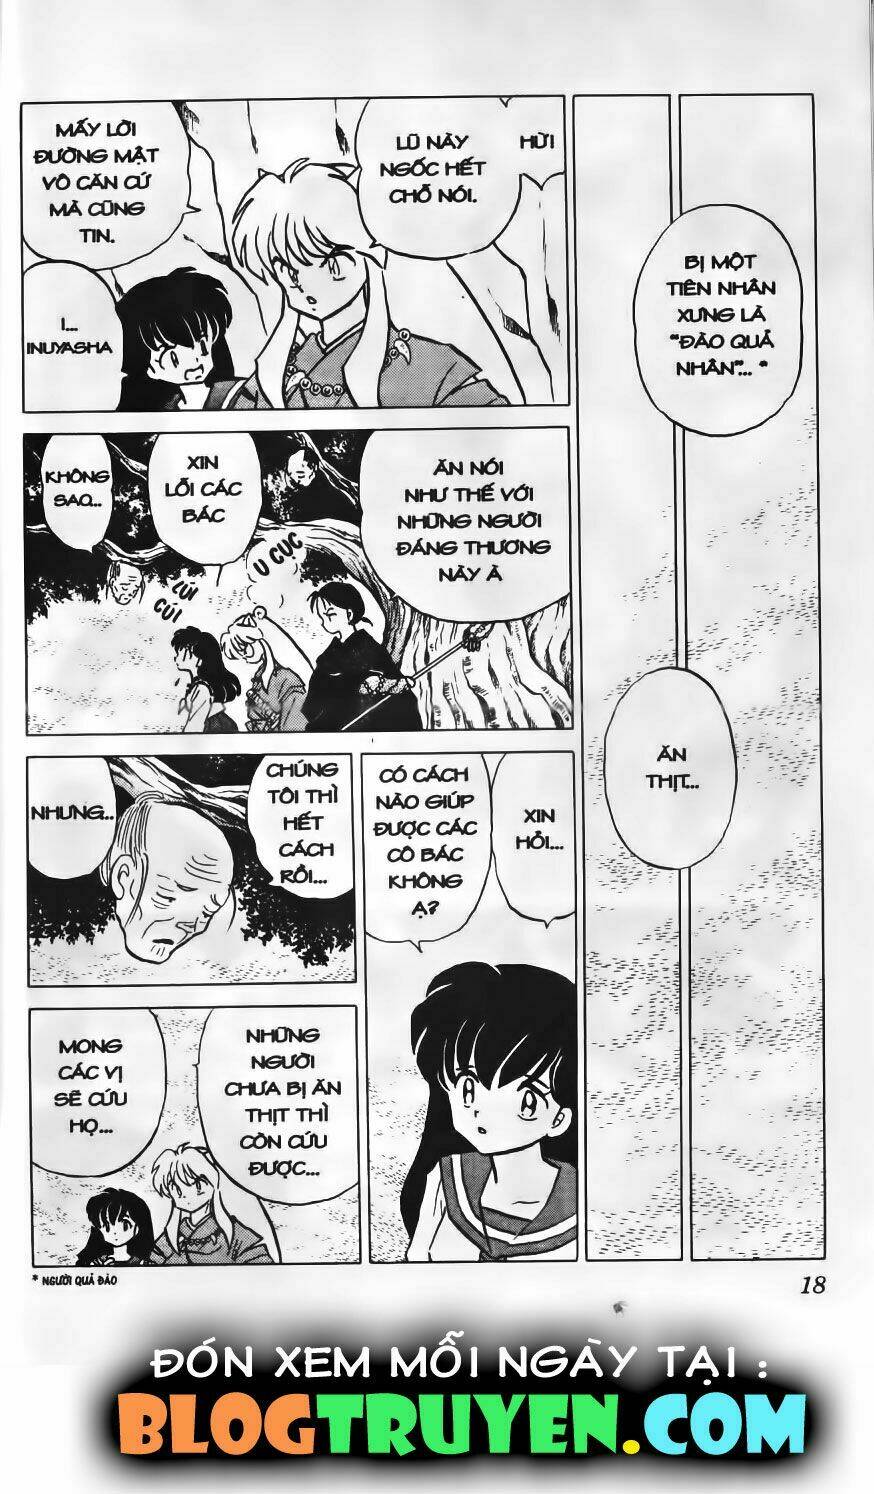 BỊ MỘT
TIÊN NHÂN
XƯNG LÀ
"ĐÀO QUẢ
NHÂN"... *
ĂN
THỊT...
HỪ!
LŨ NÀY
NGỐC HẾT
CHỖ NÓI.
MẤY LỜI
ĐƯỜNG MẬT
VÔ CĂN CỨ
MÀ CŨNG
TIN.
I...
INUYASHA
ĂN NÓI
NHƯ THẾ VỚI
NHỮNG NGƯỜI
ĐÁNG THƯƠNG
NÀY À
U CỤC
XIN
LỖI CÁC
BÁC
LÚI
CÚI
KHÔNG
SAO...
XIN
HỎI...
CÓ CÁCH
NÀO GIÚP
ĐƯỢC CÁC
CÔ BÁC
KHÔNG
Ạ?
CHÚNG
TÔI THÌ
HẾT
CÁCH
RỒI...
NHƯNG..
NHỮNG
NGƯỜI
CHƯA BỊ ĂN
THỊT THÌ
CÒN CỨU
ĐƯỢC...
MONG
CÁC VỊ
SẼ CỨU
HỌ...
* NGƯỜI QUẢ ĐÀO
18
ĐÓN XEM MỖI NGÀY TẠI :
BLOGTRUYEN.COM